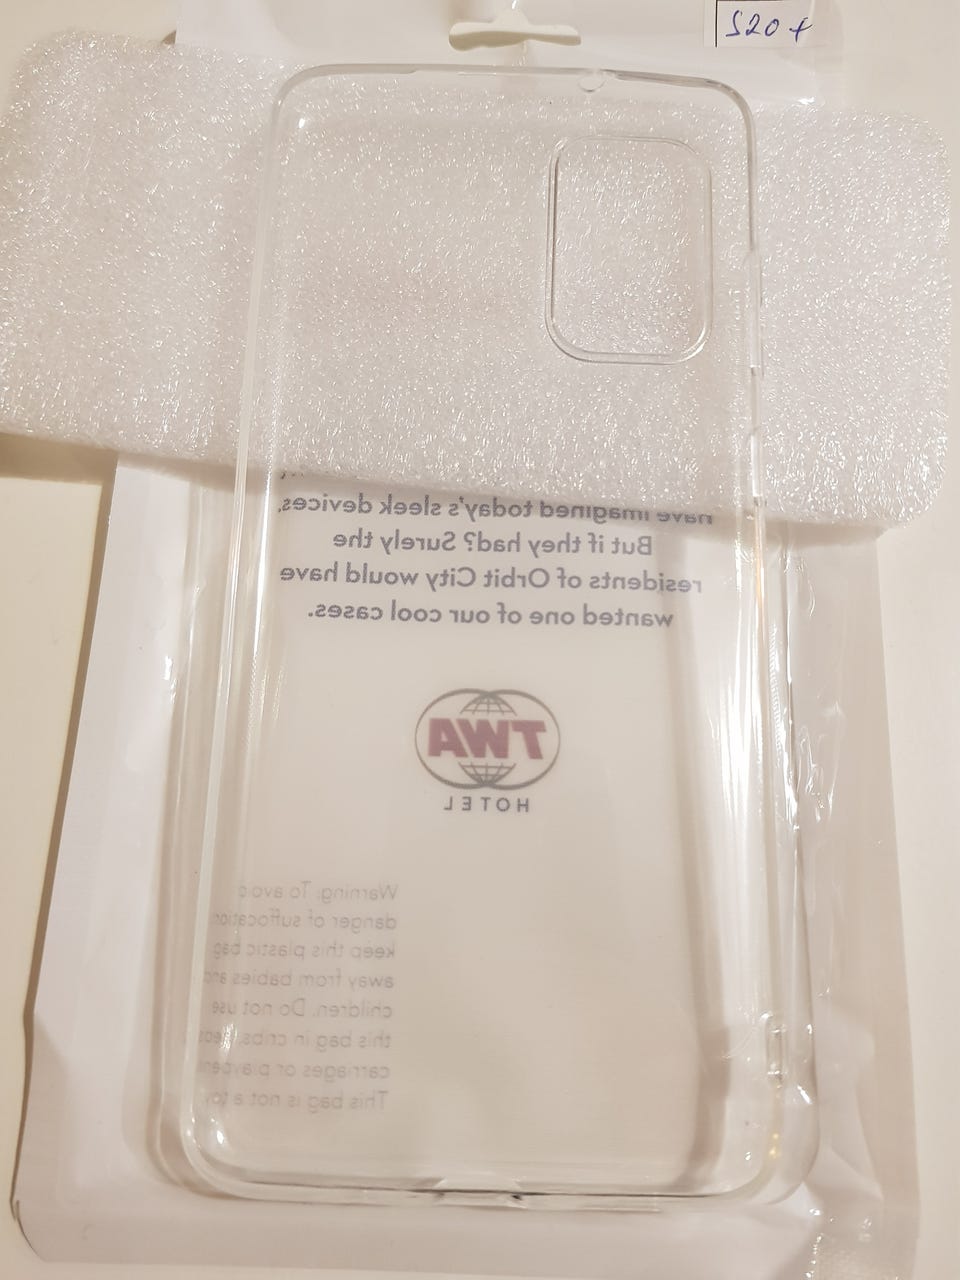 S20+
have imagined today's sleek devices,
But if they had? Surely the
residents of Orbit City would have
wanted one of our cool cases.
TWA
HOTEL
Warning: To avoid
danger of suffocation
keep this plastic bag
away from babies and
children. Do not use
this bag in cribs,
carriages or playpens
This bag is not a toy.